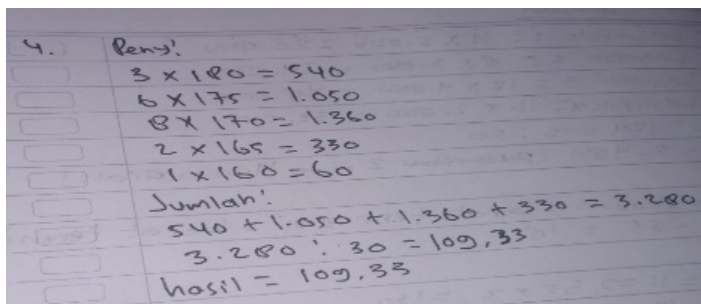 4. Peny:
3 x 180 = 540
6 x 175 = 1.050
8 x 170 = 1.360
2 x 165 = 330
1 x 160 = 60
Jumlah:
540 + 1.050 + 1.360 + 330 = 3.280
3.280 : 30 = 109,33
hasil = 109,33